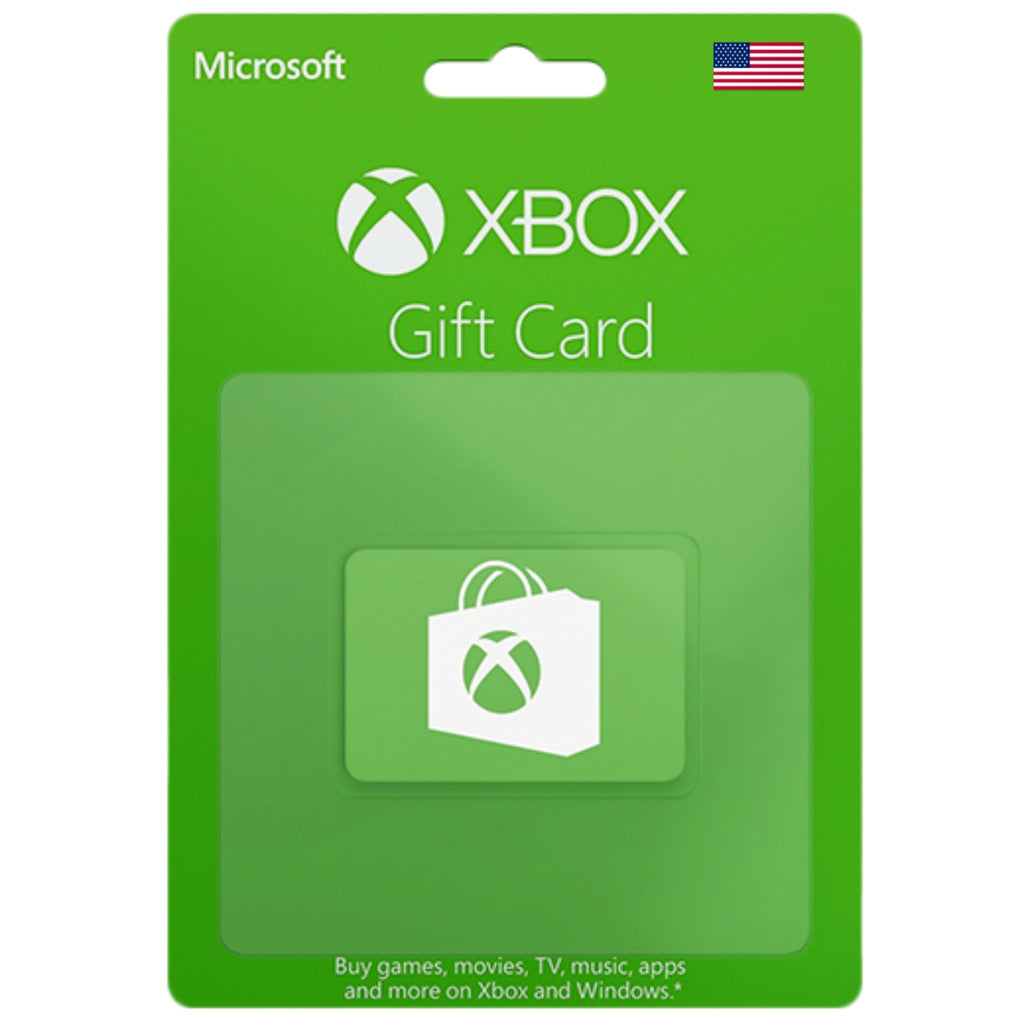 Microsoft
XBOX
Gift Card
Buy games, movies, TV, music, apps
and more on Xbox and Windows.*